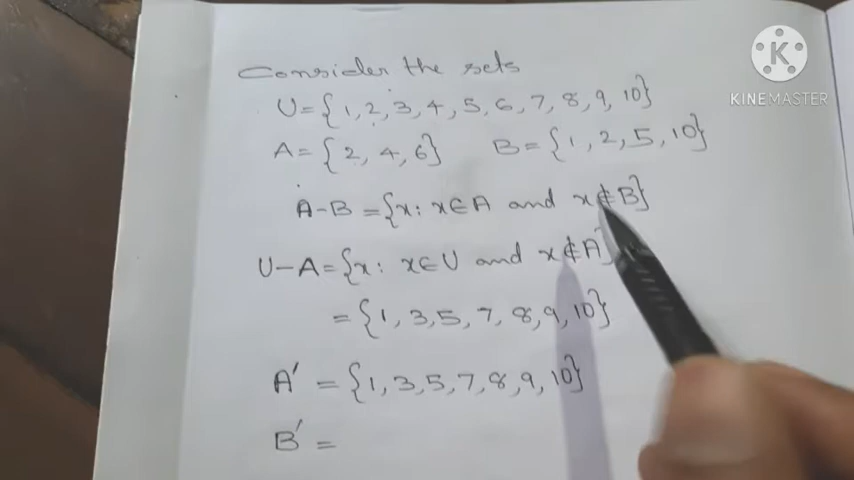 Consider the sets
U = {1, 2, 3, 4, 5, 6, 7, 8, 9, 10}
A = {2, 4, 6} B = {1, 2, 5, 10}
A-B = {x: x∈A and x∉B}
U-A = {x: x∈U and x∉A}
= {1, 3, 5, 7, 8, 9, 10}
A' = {1, 3, 5, 7, 8, 9, 10}
B' =
K
KINEMASTER